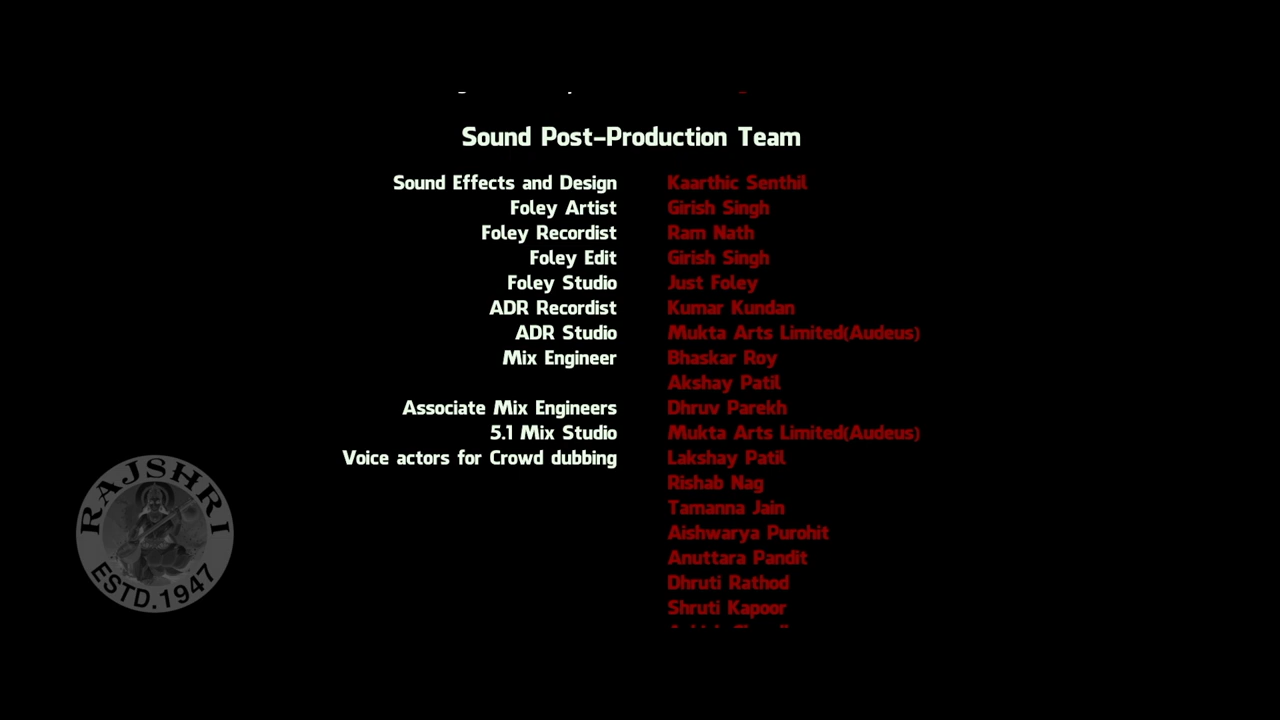 Sound Post-Production Team
Sound Effects and Design Kaarthic Senthil
Foley Artist Girish Singh
Foley Recordist Ram Nath
Foley Edit Girish Singh
Foley Studio Just Foley
ADR Recordist Kumar Kundan
ADR Studio Mukta Arts Limited(Audeus)
Mix Engineer Bhaskar Roy
Akshay Patil
Associate Mix Engineers Dhruv Parekh
5.1 Mix Studio Mukta Arts Limited(Audeus)
Voice actors for Crowd dubbing Lakshay Patil
Rishab Nag
Tamanna Jain
Aishwarya Purohit
Anuttara Pandit
Dhruti Rathod
Shruti Kapoor
RAJSHRI
ESTD.1947